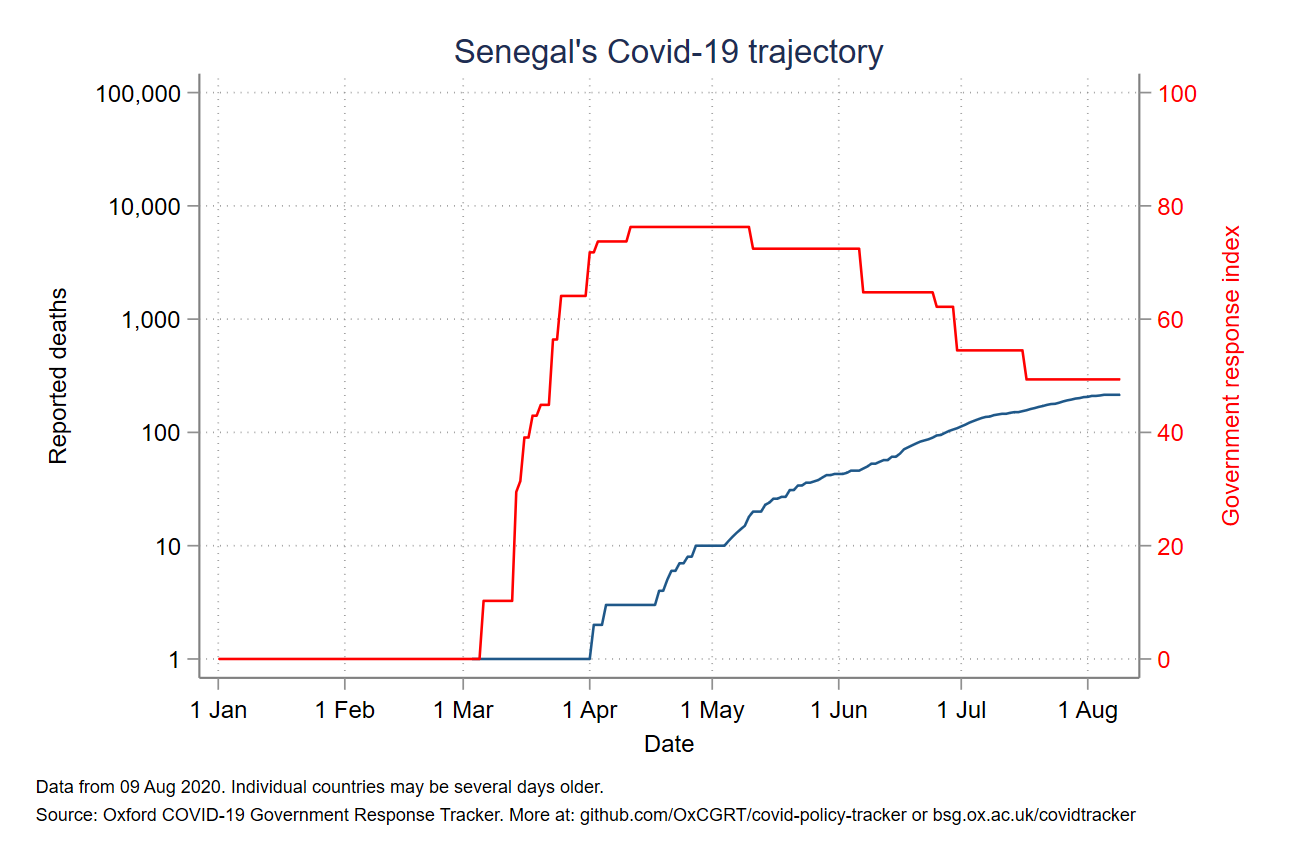 Senegal's Covid-19 trajectory
100,000
10,000
1,000
100
10
1
Reported deaths
100
80
60
40
20
0
Government response index
1 Jan 1 Feb 1 Mar 1 Apr 1 May 1 Jun 1 Jul 1 Aug
Date
Data from 09 Aug 2020. Individual countries may be several days older.
Source: Oxford COVID-19 Government Response Tracker. More at: github.com/OxCGRT/covid-policy-tracker or bsg.ox.ac.uk/covidtracker